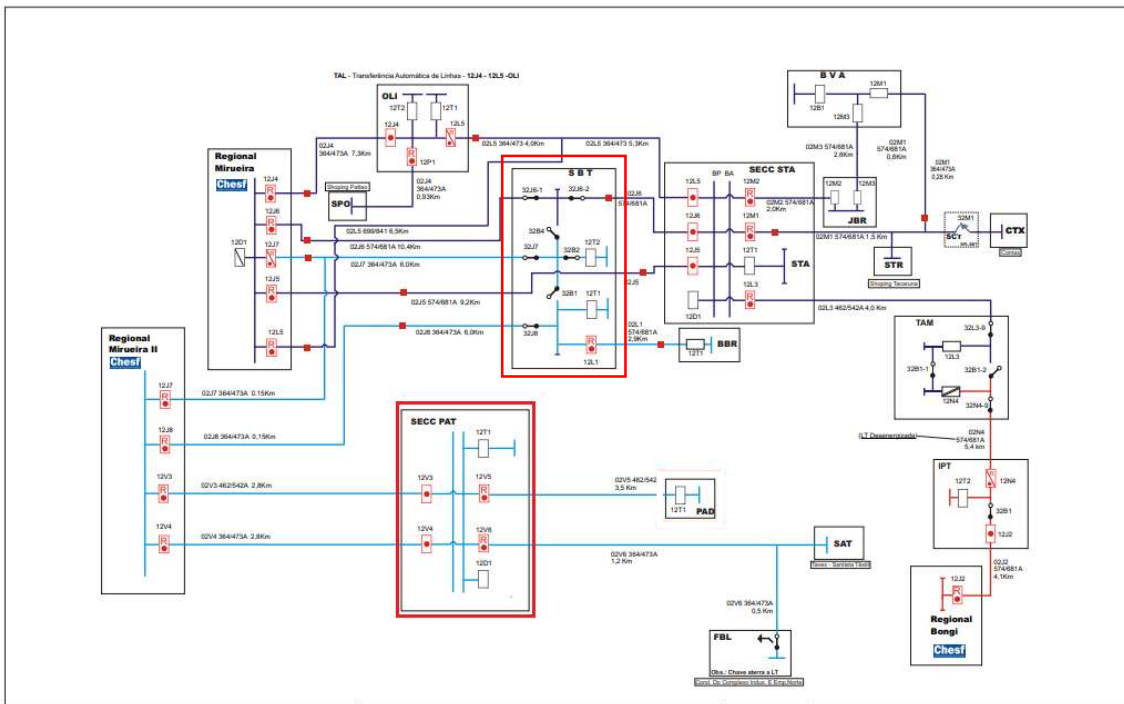 TAL - Transferência Automática de Linhas - 12J4 - 12L5 -OLI
OLI
12T2
12T1
12J4
12L5
12P1
02J4
364/473A 7,3Km
02L5 364/473 4,0Km
02L5 364/473 5,3Km
02J4
364/473A
0,93Km
SPO
B V A
12M1
12B1
12M3
02M3 574/681A
2,8Km
02M1
574/681A
0,8Km
02M1
364/473A
0,28 Km
Regional
Mirueira
Chesf
12J4
12J6
12D1
12J7
12J5
12L5
02L5 699/841 6,5Km
02J6 574/681A 10,4Km
02J7 364/473A 6,0Km
02J5 574/681A 9,2Km
02J8 364/473A 6,0Km
S B T
32J6-1
32J6-2
32B4
32J7
32B2
12T2
32B1
12T1
32J8
12L1
02J6
574/681A
02J5
02L1
574/681A
2,9Km
12T1
BBR
SECC STA
BP
BA
12L5
12M2
12J6
12M1
12J5
12T1
STA
12L3
12D1
02M2 574/681A
2,0Km
12M2
12M3
JBR
02M1 574/681A 1,5 Km
STR
Shoping Tacaruna
32M1
SCT
CTX
02L3 462/542A 4,0 Km
TAM
32L3-9
12L3
32B1-1
32B1-2
12N4
32N4-9
(LT Desenergizada)
02N4
574/681A
5,4 km
IPT
12T2
12N4
32B1
12J2
02J2
574/681A
4,1Km
12J2
Regional
Bongi
Chesf
Regional
Mirueira II
Chesf
12J7
12J8
12V3
12V4
02J7 364/473A 0.15Km
02J8 364/473A 0,15Km
02V3 462/542A 2,8Km
02V4 364/473A 2,8Km
SECC PAT
12T1
12V3
12V5
12V4
12V6
12D1
02V5 462/542
3,5 Km
12T1
PAD
02V6 364/473A
1,2 Km
SAT
02V6 364/473A
0,5 Km
FBL
Obs.: Chave aterra a LT